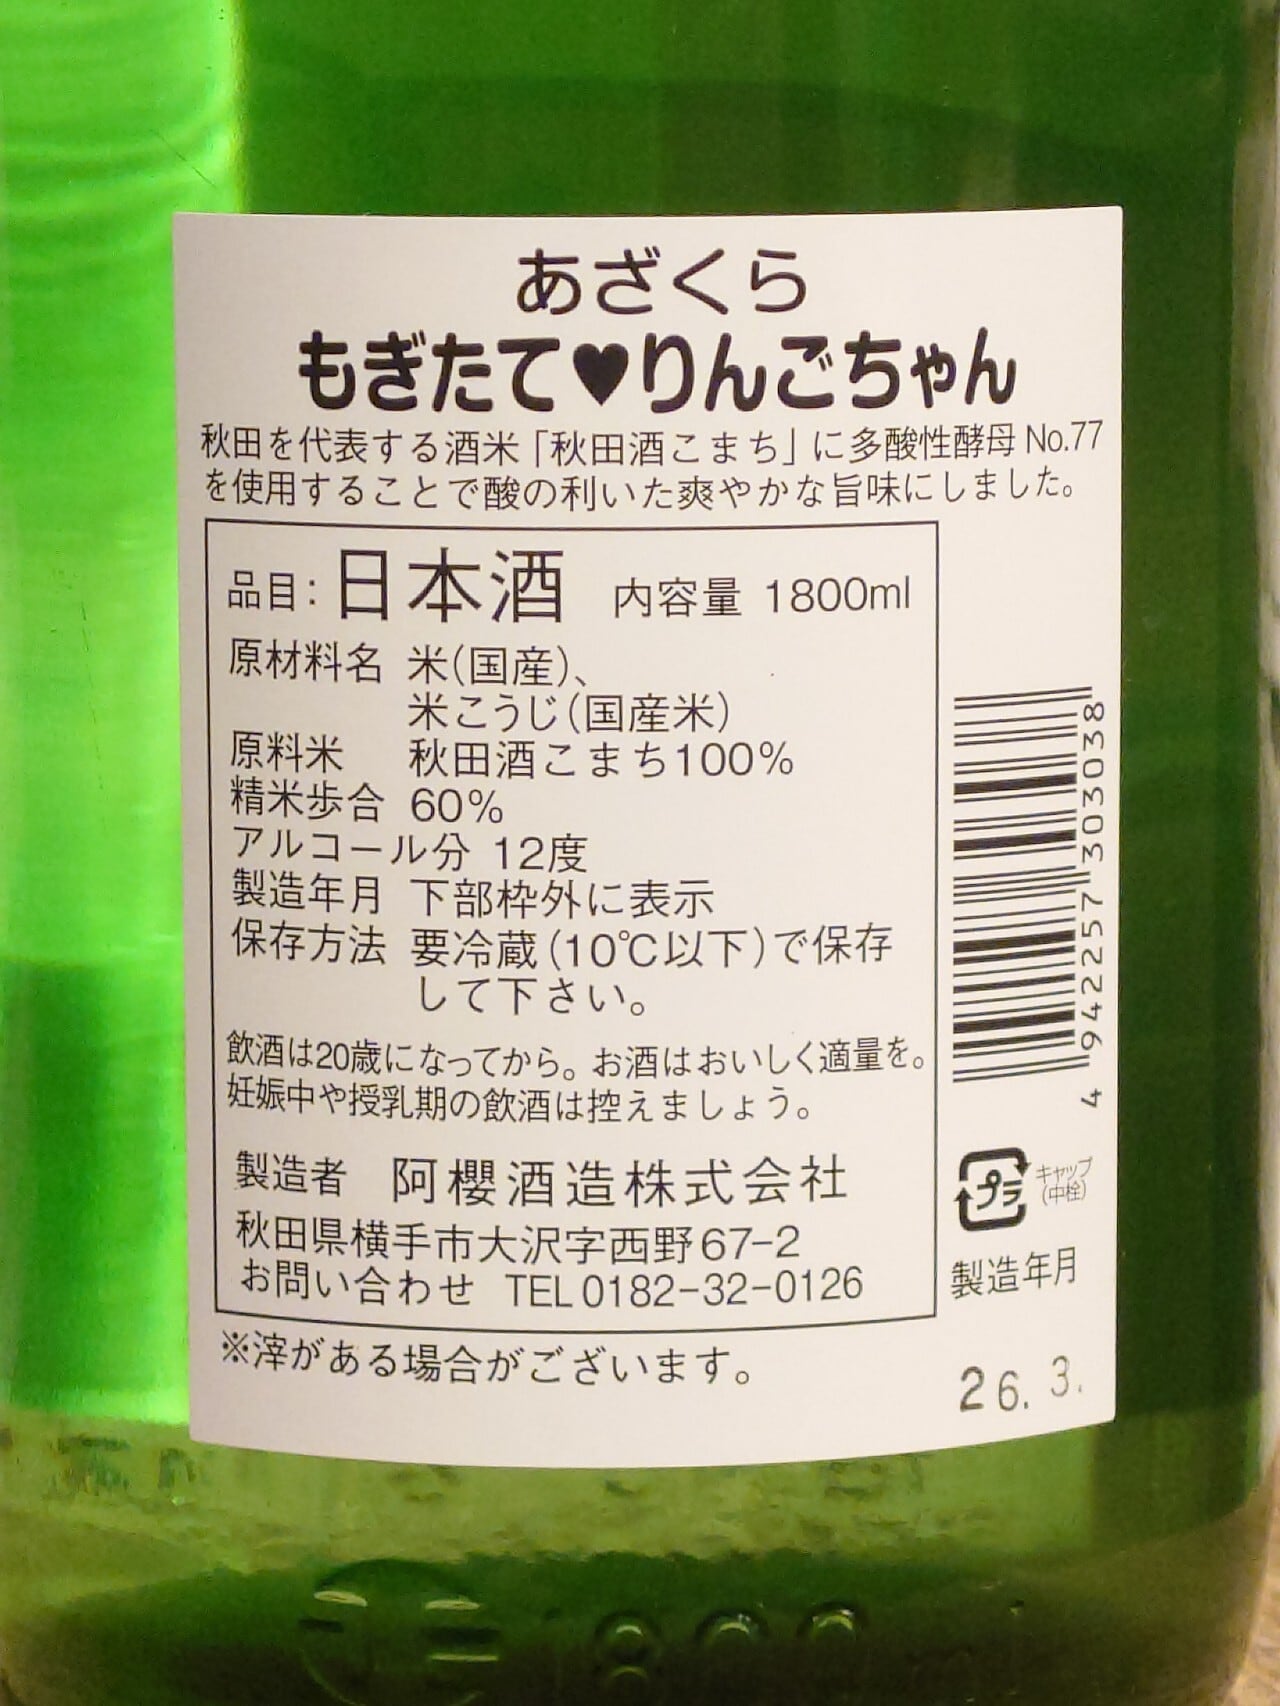 あざくら
もぎたて♥りんごちゃん
秋田を代表する酒米「秋田酒こまち」に多酸性酵母No.77
を使用することで酸の利いた爽やかな旨味にしました。
品目:日本酒 内容量 1800ml
原材料名 米(国産)、
米こうじ(国産米)
原料米 秋田酒こまち100%
精米歩合 60%
アルコール分 12度
製造年月 下部枠外に表示
保存方法 要冷蔵(10℃以下)で保存
して下さい。
飲酒は20歳になってから。お酒はおいしく適量を。
妊娠中や授乳期の飲酒は控えましょう。
製造者 阿櫻酒造株式会社
秋田県横手市大沢字西野67-2
お問い合わせ TEL0182-32-0126
※滓がある場合がございます。
4 942257 303038
プラ
キャップ
(中栓)
製造年月
26.3.